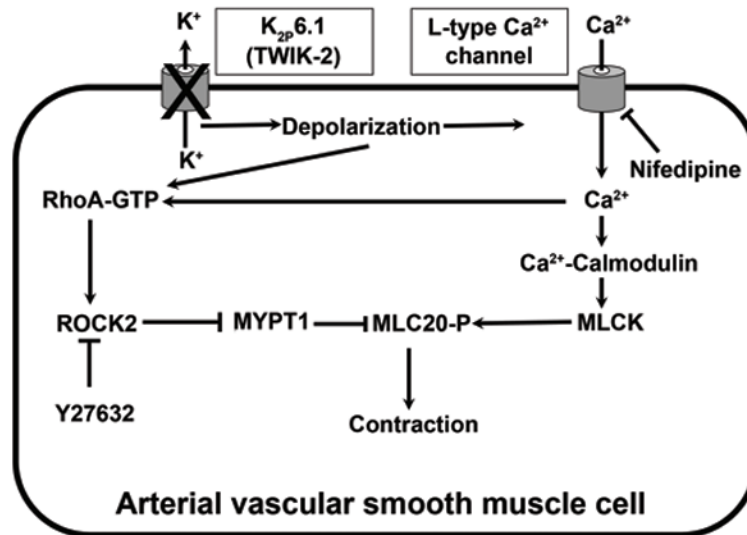 K⁺
K₂P6.1
(TWIK-2)
L-type Ca²⁺
channel
Ca²⁺
K⁺
Depolarization
Nifedipine
RhoA-GTP
Ca²⁺
Ca²⁺-Calmodulin
ROCK2
MYPT1
MLC20-P
MLCK
Y27632
Contraction
Arterial vascular smooth muscle cell